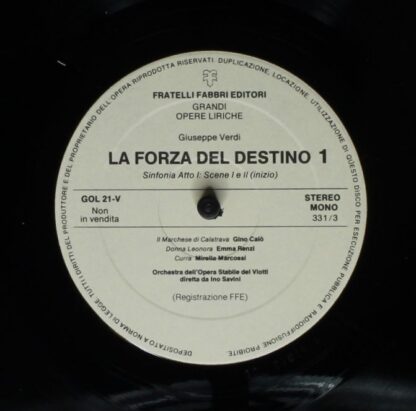 DEPOSITATO A NORMA DI LEGGE TUTTI I DIRITTI DEL PRODUTTORE E DEL PROPRIETARIO DELL'OPERA RIPRODOTTA RISERVATI. DUPLICAZIONE, LOCAZIONE, UTILIZZAZIONE DI QUESTO DISCO PER ESECUZIONE PUBBLICA E RADIODIFFUSIONE PROIBITE.
FRATELLI FABBRI EDITORI
GRANDI
OPERE LIRICHE
Giuseppe Verdi
LA FORZA DEL DESTINO 1
Sinfonia Atto I: Scene I e II (inizio)
GOL 21-V
Non
in vendita
STEREO
MONO
33 1/3
Il Marchese di Calatrava Gino Calò
Donna Leonora Emma Renzi
Curra Mirella Marcossi
Orchestra dell'Opera Stabile del Viotti
diretta da Ino Savini
(Registrazione FFE)